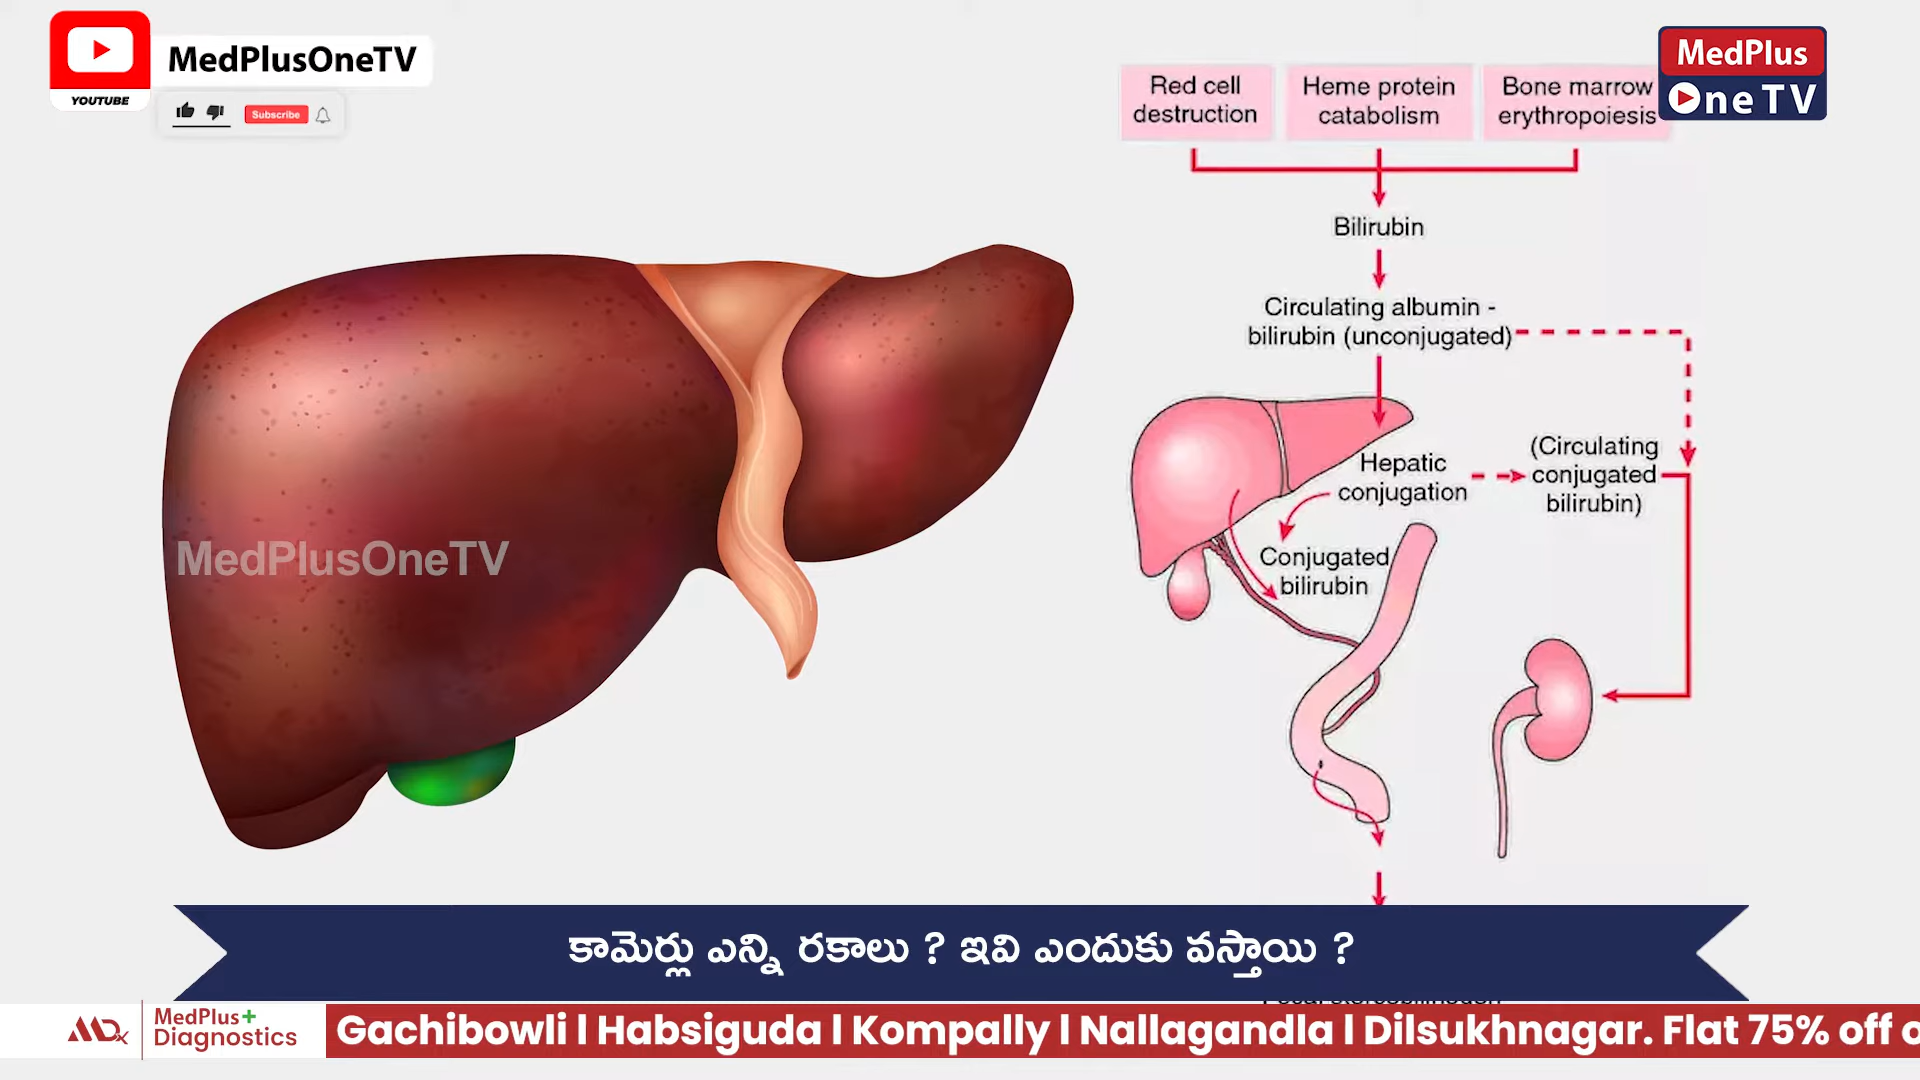 MedPlusOneTV
YOUTUBE
Subscribe
MedPlus
One TV
Red cell
destruction
Heme protein
catabolism
Bone marrow
erythropoiesis
Bilirubin
Circulating albumin -
bilirubin (unconjugated)
(Circulating
conjugated
bilirubin)
Hepatic
conjugation
Conjugated
bilirubin
MedPlusOneTV
కామెర్లు ఎన్ని రకాలు ? ఇవి ఎందుకు వస్తాయి ?
MDx
MedPlus+
Diagnostics
Gachibowli l Habsiguda l Kompally l Nallagandla l Dilsukhnagar. Flat 75% off